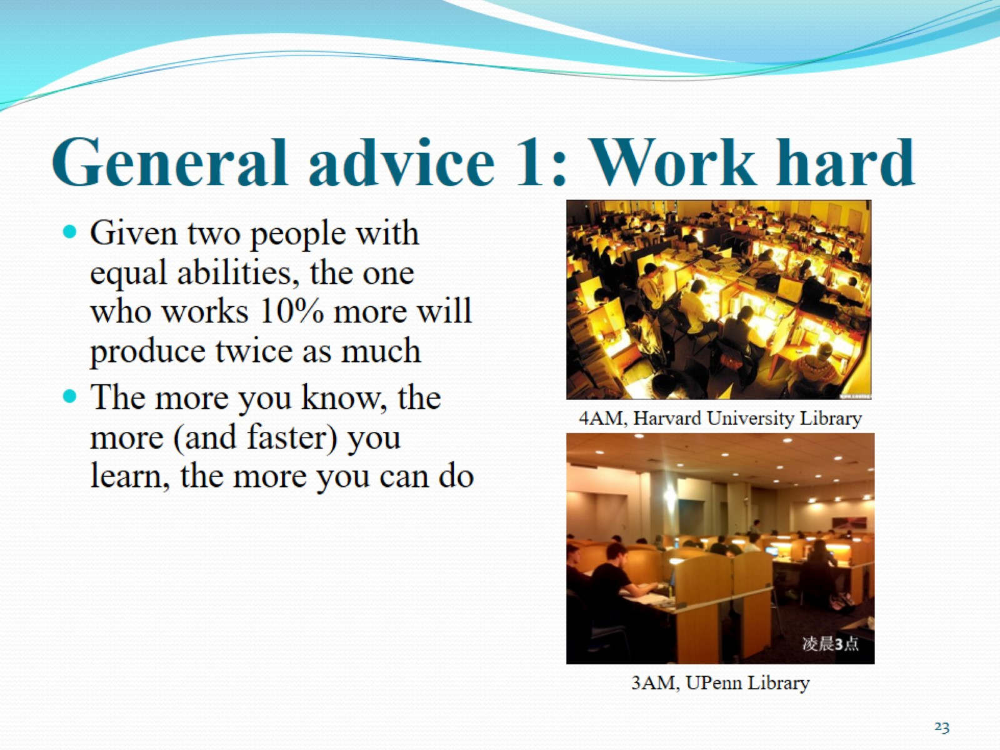 General advice 1: Work hard
Given two people with
equal abilities, the one
who works 10% more will
produce twice as much
The more you know, the
more (and faster) you
learn, the more you can do
4AM, Harvard University Library
凌晨3点
3AM, UPenn Library
23